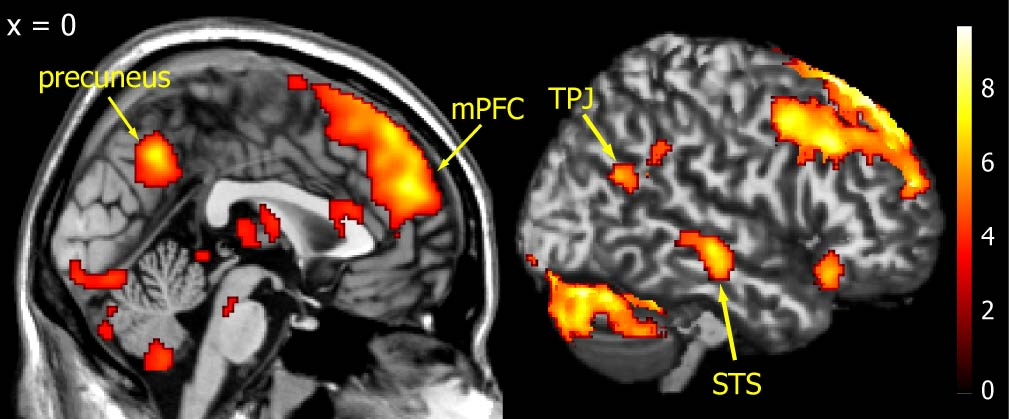 x = 0
precuneus
mPFC
TPJ
STS
8
6
4
2
0